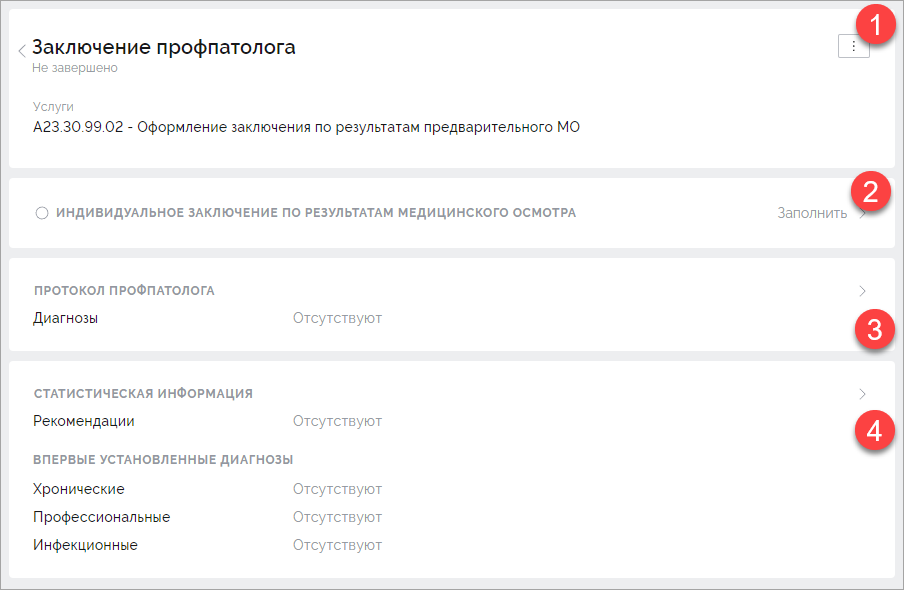 1
Заключение профпатолога
Не завершено
Услуги
А23.30.99.02 - Оформление заключения по результатам предварительного МО
2
ИНДИВИДУАЛЬНОЕ ЗАКЛЮЧЕНИЕ ПО РЕЗУЛЬТАТАМ МЕДИЦИНСКОГО ОСМОТРА Заполнить
ПРОТОКОЛ ПРОФПАТОЛОГА
Диагнозы Отсутствуют
3
СТАТИСТИЧЕСКАЯ ИНФОРМАЦИЯ
Рекомендации Отсутствуют
4
ВПЕРВЫЕ УСТАНОВЛЕННЫЕ ДИАГНОЗЫ
Хронические Отсутствуют
Профессиональные Отсутствуют
Инфекционные Отсутствуют